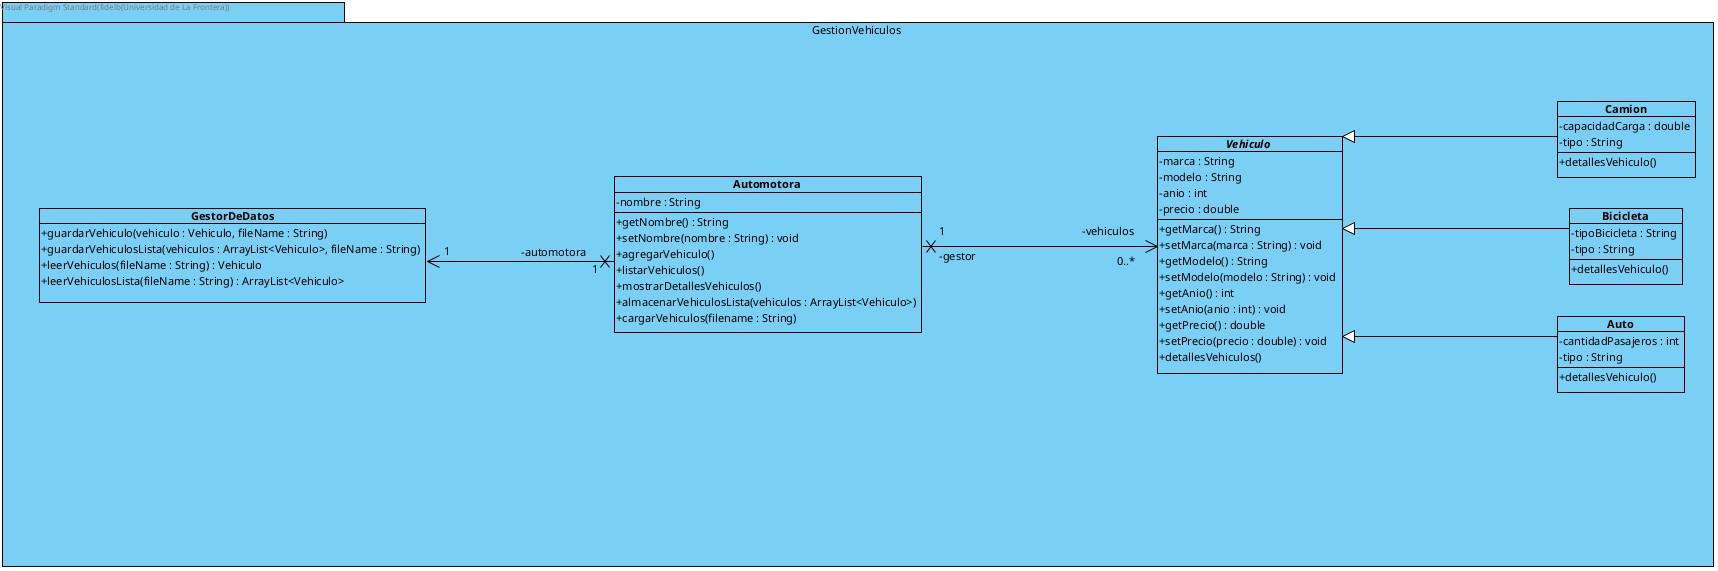 Visual Paradigm Standard(fidelb(Universidad de La Frontera))
GestionVehiculos
GestorDeDatos
+guardarVehiculo(vehiculo : Vehiculo, fileName : String)
+guardarVehiculosLista(vehiculos : ArrayList<Vehiculo>, fileName : String)
+leerVehiculos(fileName : String) : Vehiculo
+leerVehiculosLista(fileName : String) : ArrayList<Vehiculo>
1
-automotora
1
Automotora
-nombre : String
+getNombre() : String
+setNombre(nombre : String) : void
+agregarVehiculo()
+listarVehiculos()
+mostrarDetallesVehiculos()
+almacenarVehiculosLista(vehiculos : ArrayList<Vehiculo>)
+cargarVehiculos(filename : String)
1
-gestor
-vehiculos
0..*
Vehiculo
-marca : String
-modelo : String
-anio : int
-precio : double
+getMarca() : String
+setMarca(marca : String) : void
+getModelo() : String
+setModelo(modelo : String) : void
+getAnio() : int
+setAnio(anio : int) : void
+getPrecio() : double
+setPrecio(precio : double) : void
+detallesVehiculos()
Camion
-capacidadCarga : double
-tipo : String
+detallesVehiculo()
Bicicleta
-tipoBicicleta : String
-tipo : String
+detallesVehiculo()
Auto
-cantidadPasajeros : int
-tipo : String
+detallesVehiculo()